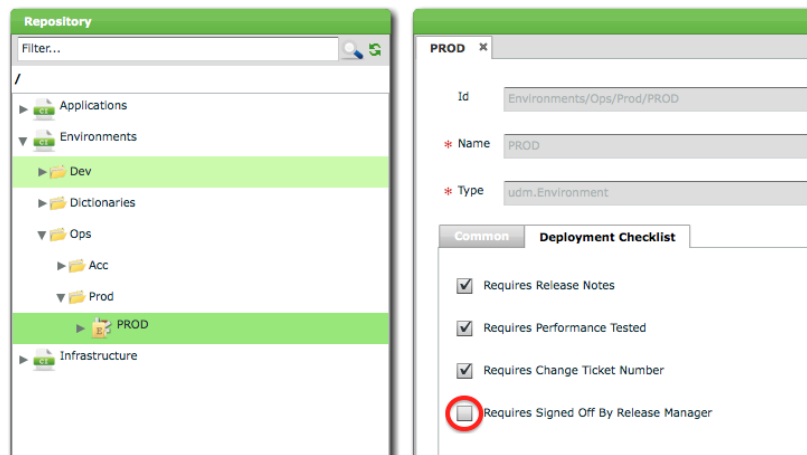 Repository
Filter...
/
Applications
Environments
Dev
Dictionaries
Ops
Acc
Prod
PROD
Infrastructure
PROD
Id
Environments/Ops/Prod/PROD
* Name
PROD
* Type
udm.Environment
Common
Deployment Checklist
Requires Release Notes
Requires Performance Tested
Requires Change Ticket Number
Requires Signed Off By Release Manager